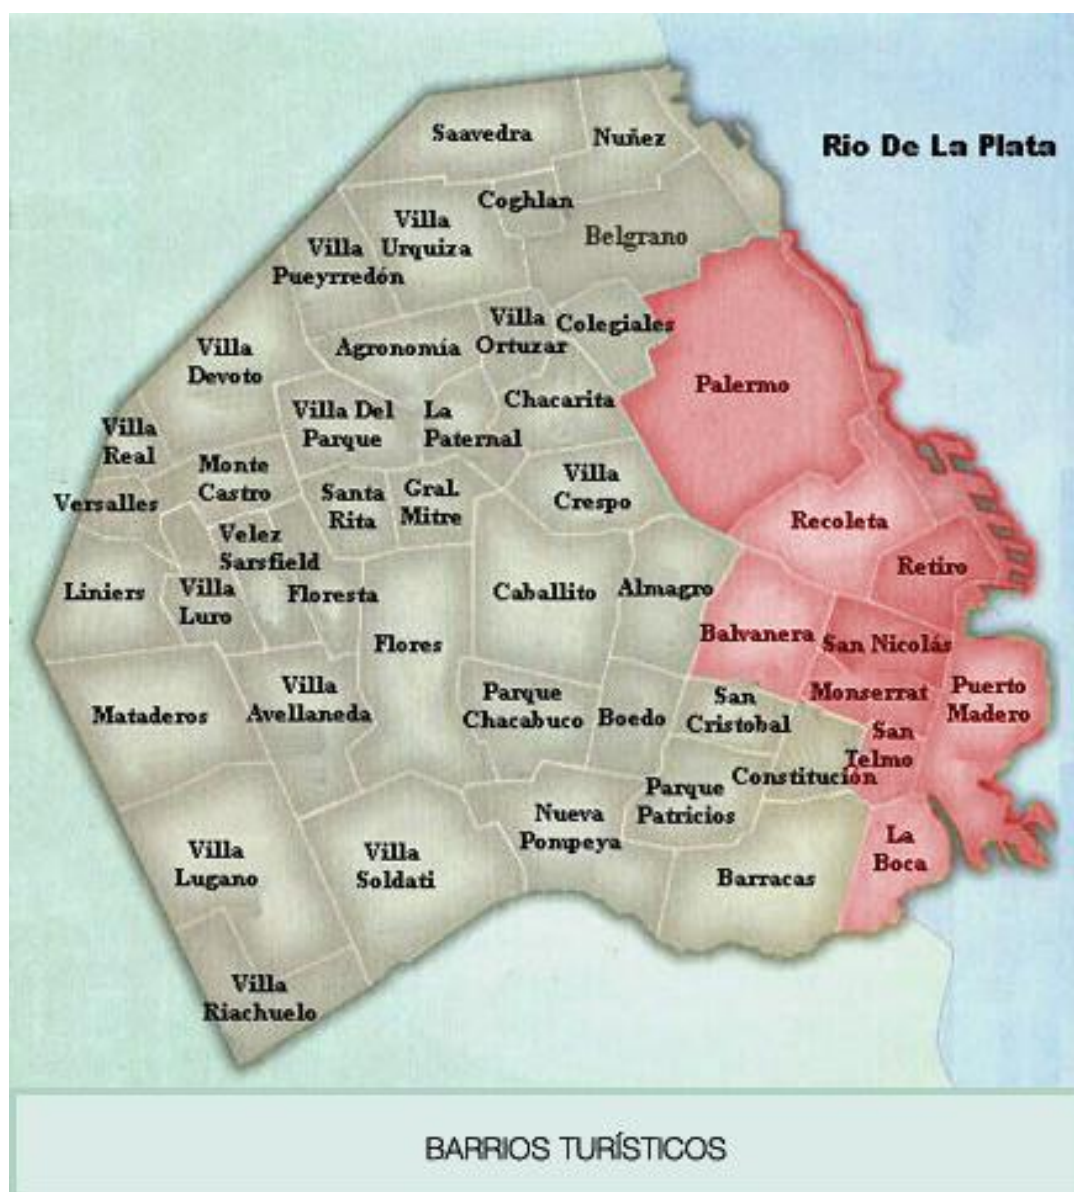 Saavedra
Nuñez
Rio De La Plata
Coghlan
Villa
Urquiza
Belgrano
Villa
Pueyrredón
Villa
Ortuzar
Colegiales
Agronomía
Villa
Devoto
Palermo
Chacarita
Villa Del
Parque
La
Paternal
Villa
Real
Monte
Castro
Villa
Crespo
Versalles
Santa
Rita
Gral.
Mitre
Recoleta
Velez
Sarsfield
Retiro
Liniers
Villa
Luro
Floresta
Caballito
Almagro
Flores
Balvanera
San Nicolás
Villa
Avellaneda
Parque
Chacabuco
Boedo
San
Cristobal
Monserrat
Puerto
Madero
Mataderos
San
Telmo
Constitución
Parque
Patricios
Nueva
Pompeya
La
Boca
Villa
Lugano
Villa
Soldati
Barracas
Villa
Riachuelo
BARRIOS TURÍSTICOS